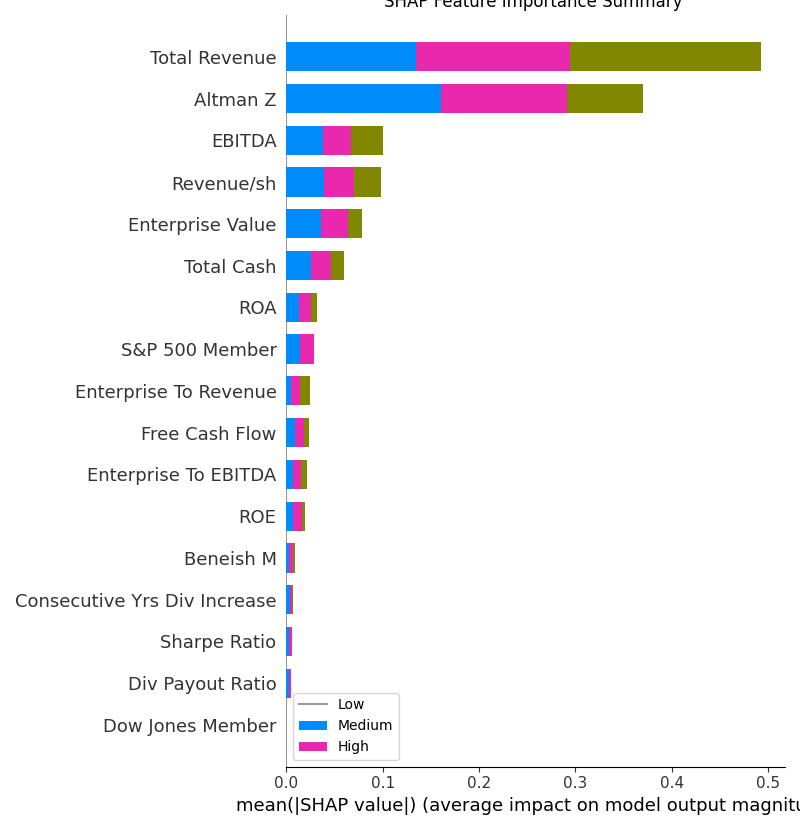 SHAP Feature Importance Summary
Total Revenue
Altman Z
EBITDA
Revenue/sh
Enterprise Value
Total Cash
ROA
S&P 500 Member
Enterprise To Revenue
Free Cash Flow
Enterprise To EBITDA
ROE
Beneish M
Consecutive Yrs Div Increase
Sharpe Ratio
Div Payout Ratio
Dow Jones Member
Low
Medium
High
0.0 0.1 0.2 0.3 0.4 0.5
mean(|SHAP value|) (average impact on model output magnitu